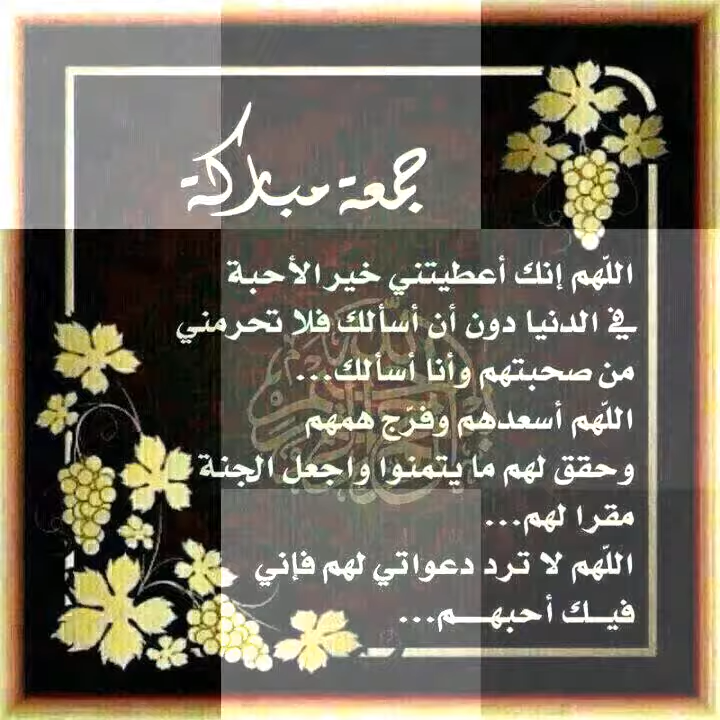 جمعة مباركة
اللّهم إنك أعطيتني خير الأحبة
في الدنيا دون أن أسألك فلا تحرمني
من صحبتهم وأنا أسألك...
اللّهم أسعدهم وفرّج همهم
وحقق لهم ما يتمنوا واجعل الجنة
مقرا لهم...
اللّهم لا ترد دعواتي لهم فإني
فيــك أحبهـــم...